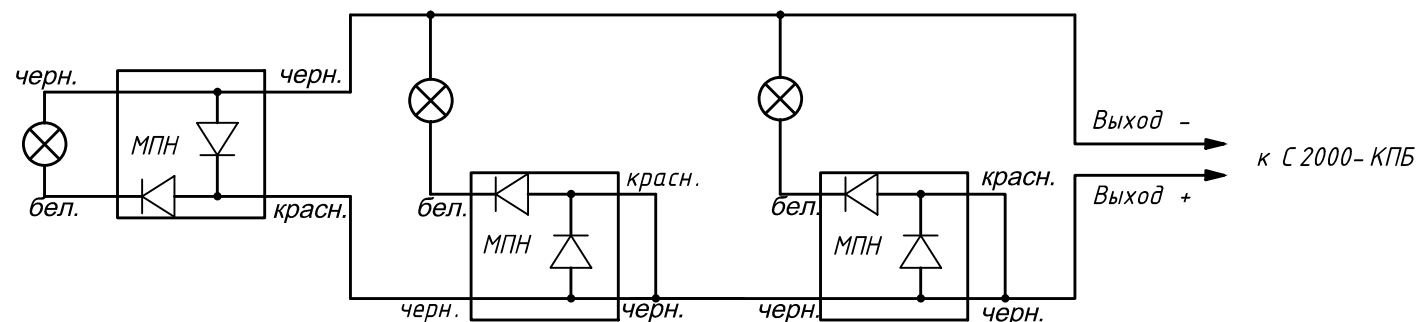 черн.
черн.
МПН
бел.
красн.
бел.
красн.
МПН
черн.
черн.
бел.
красн.
МПН
черн.
черн.
Выход -
к С2000-КПБ
Выход +